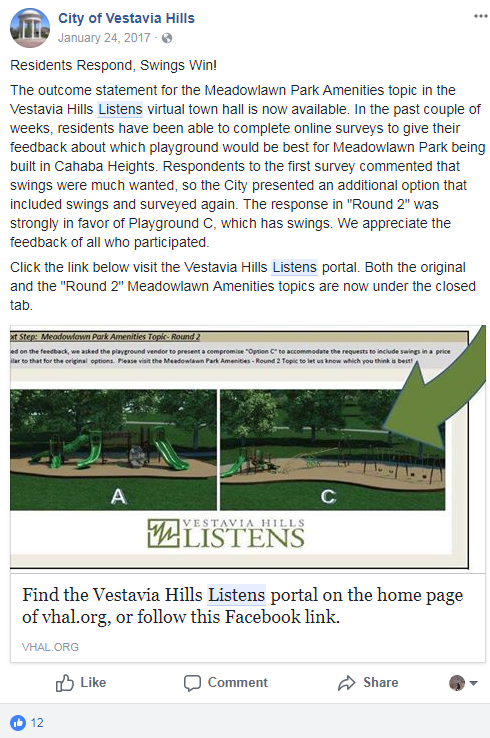 City of Vestavia Hills
January 24, 2017 ·
Residents Respond, Swings Win!
The outcome statement for the Meadowlawn Park Amenities topic in the
Vestavia Hills Listens virtual town hall is now available. In the past couple of
weeks, residents have been able to complete online surveys to give their
feedback about which playground would be best for Meadowlawn Park being
built in Cahaba Heights. Respondents to the first survey commented that
swings were much wanted, so the City presented an additional option that
included swings and surveyed again. The response in "Round 2" was
strongly in favor of Playground C, which has swings. We appreciate the
feedback of all who participated.
Click the link below visit the Vestavia Hills Listens portal. Both the original
and the "Round 2" Meadowlawn Amenities topics are now under the closed
tab.
xt Step: Meadowlawn Park Amenities Topic- Round 2
ed on the feedback, we asked the playground vendor to present a compromise "Option C" to accommodate the requests to include swings in a price
ilar to that for the original options. Please visit the Meadowlawn Park Amenities - Round 2 Topic to let us know which you think is best!
A
C
VESTAVIA HILLS
LISTENS
Find the Vestavia Hills Listens portal on the home page
of vhal.org, or follow this Facebook link.
VHAL.ORG
Like
Comment
Share
12